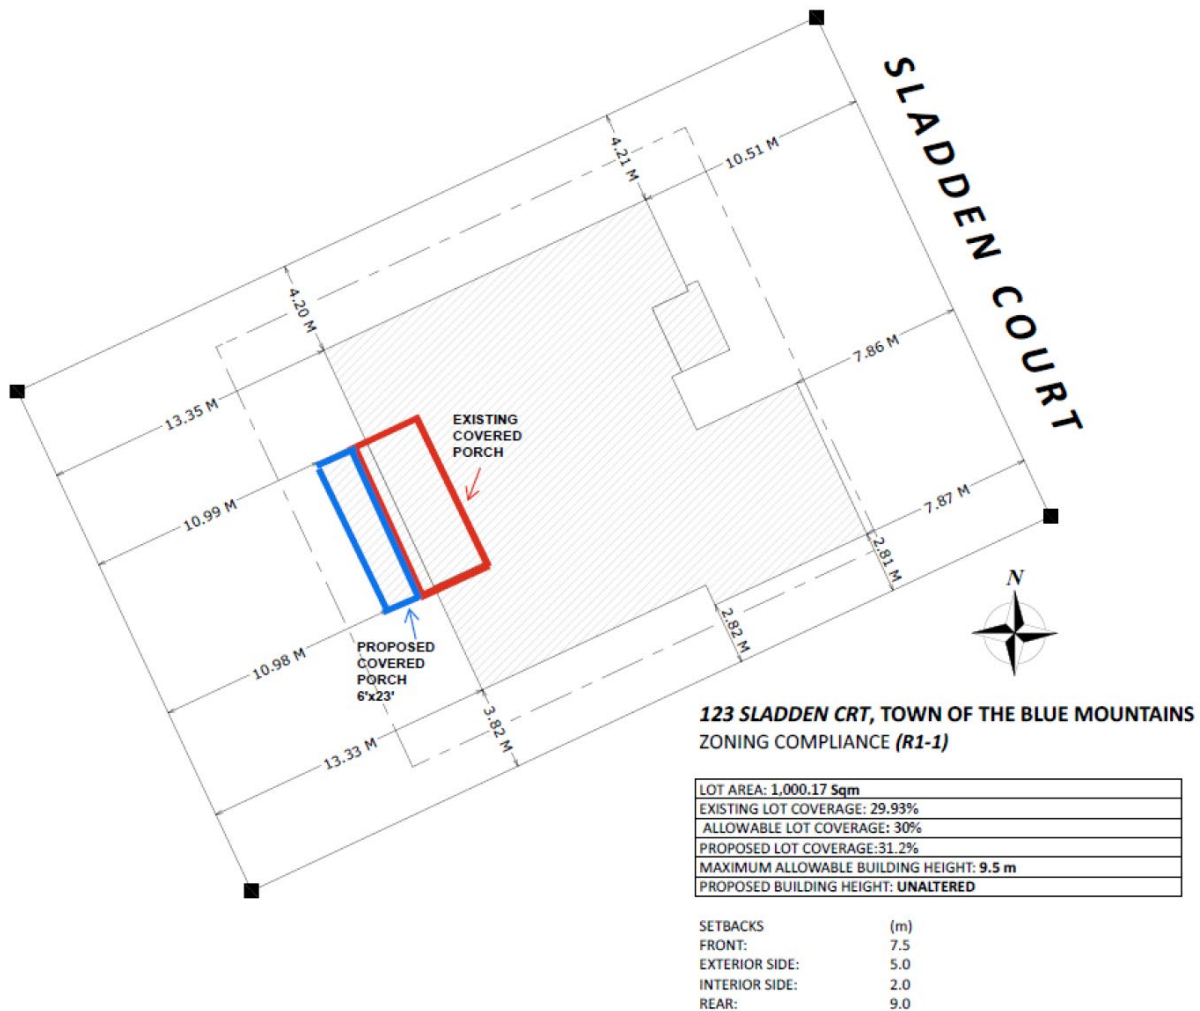 SLADDEN COURT
4.21 M
10.51 M
4.20 M
7.86 M
13.35 M
EXISTING
COVERED
PORCH
10.99 M
7.87 M
2.81 M
N
2.82 M
PROPOSED
COVERED
PORCH
6'x23'
10.98 M
3.82 M
13.33 M
123 SLADDEN CRT, TOWN OF THE BLUE MOUNTAINS
ZONING COMPLIANCE (R1-1)
LOT AREA: 1,000.17 Sqm
EXISTING LOT COVERAGE: 29.93%
ALLOWABLE LOT COVERAGE: 30%
PROPOSED LOT COVERAGE:31.2%
MAXIMUM ALLOWABLE BUILDING HEIGHT: 9.5 m
PROPOSED BUILDING HEIGHT: UNALTERED
SETBACKS (m)
FRONT: 7.5
EXTERIOR SIDE: 5.0
INTERIOR SIDE: 2.0
REAR: 9.0